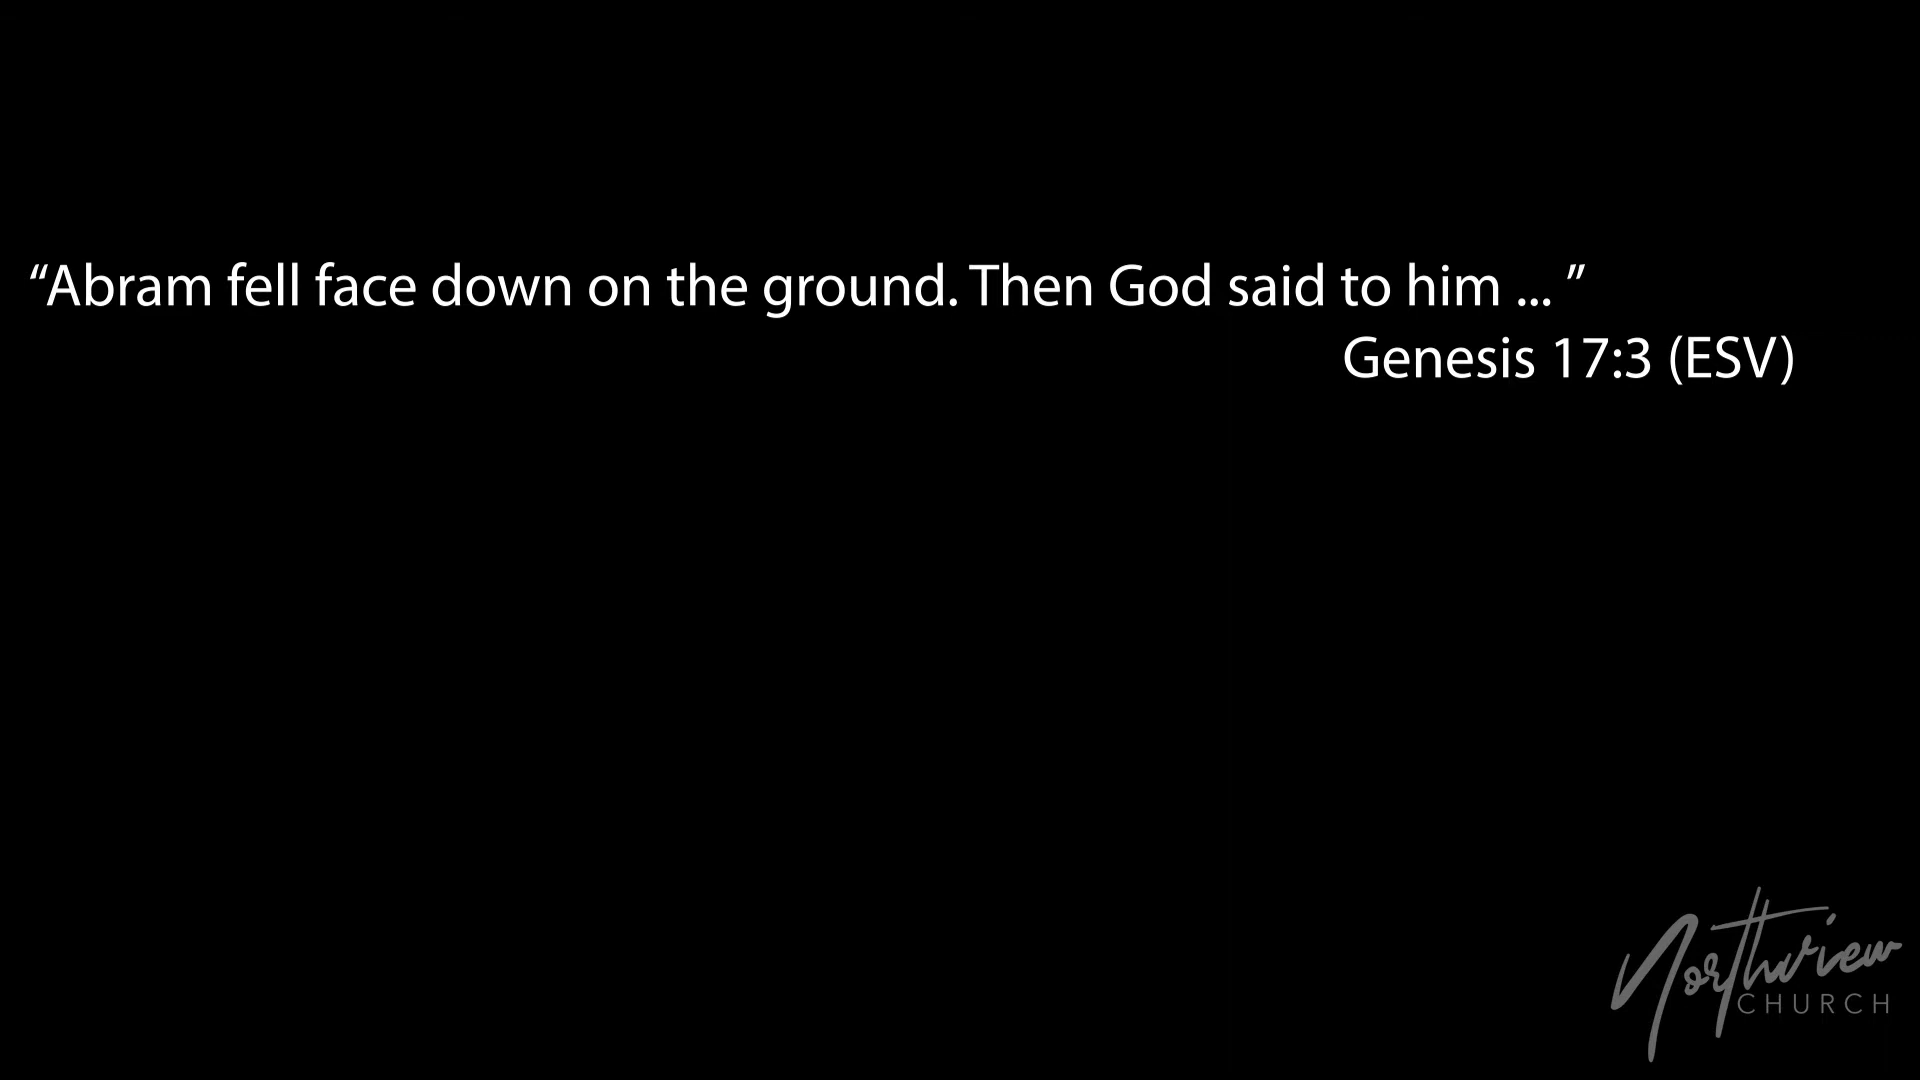 “Abram fell face down on the ground. Then God said to him ... ”
Genesis 17:3 (ESV)
Northview
CHURCH